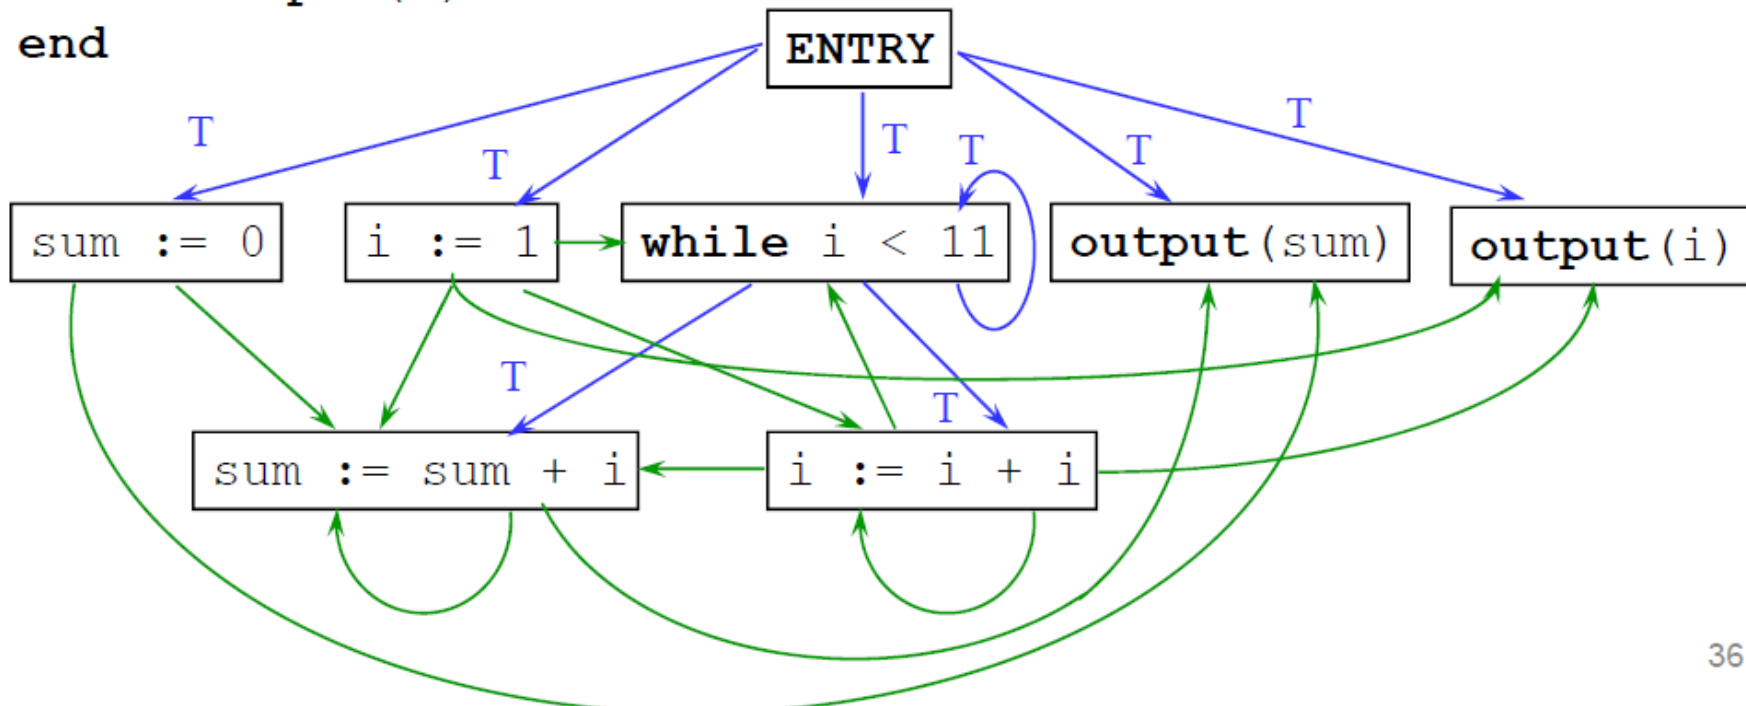 end
ENTRY
T
T
T
T
T
T
sum := 0
i := 1
while i < 11
output(sum)
output(i)
T
T
sum := sum + i
i := i + i
36